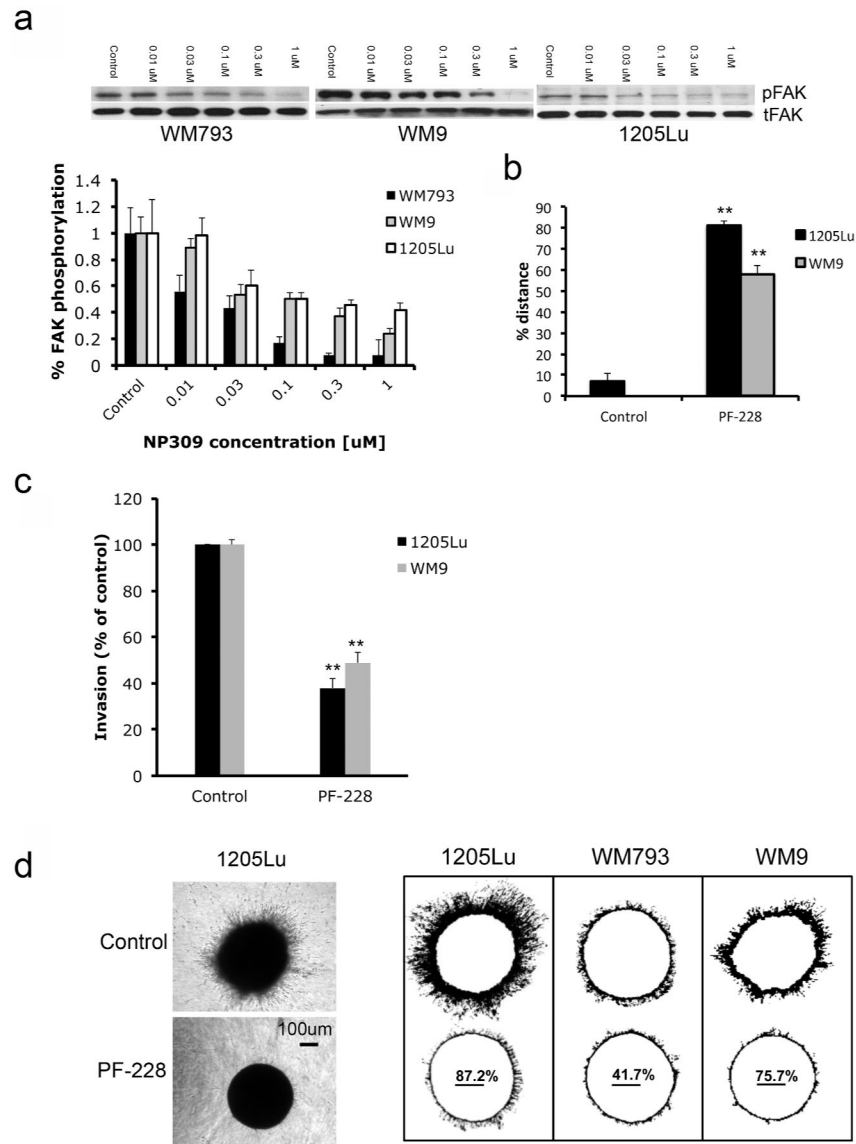 a
Control 0.01 uM 0.03 uM 0.1 uM 0.3 uM 1 uM
Control 0.01 uM 0.03 uM 0.1 uM 0.3 uM 1 uM
Control 0.01 uM 0.03 uM 0.1 uM 0.3 uM 1 uM
pFAK
tFAK
WM793 WM9 1205Lu
% FAK phosphorylation
1.4
1.2
1
0.8
0.6
0.4
0.2
0
WM793
WM9
1205Lu
Control 0.01 0.03 0.1 0.3 1
NP309 concentration [uM]
b
% distance
90
80
70
60
50
40
30
20
10
0
**
**
1205Lu
WM9
Control PF-228
c
Invasion (% of control)
120
100
80
60
40
20
0
1205Lu
WM9
**
**
Control PF-228
d
1205Lu
Control
PF-228
100um
1205Lu WM793 WM9
87.2% 41.7% 75.7%